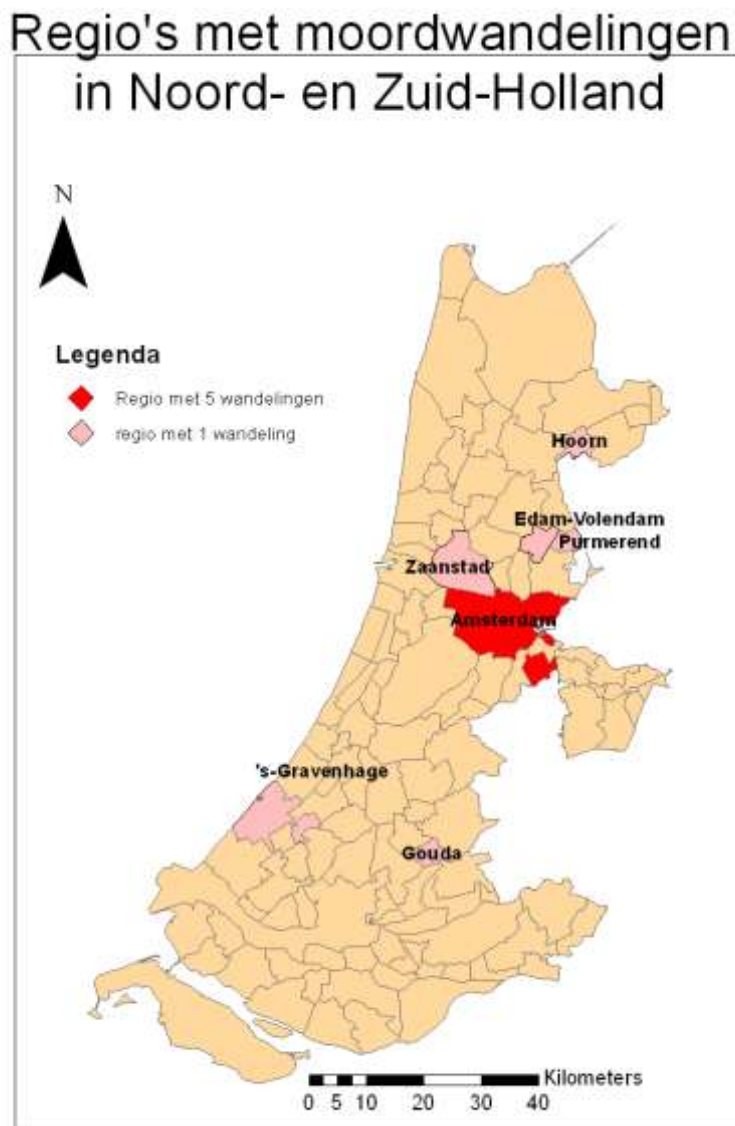 Regio's met moordwandelingen
in Noord- en Zuid-Holland
N
Legenda
Regio met 5 wandelingen
regio met 1 wandeling
Hoorn
Edam-Volendam
Purmerend
Zaanstad
Amsterdam
's-Gravenhage
Gouda
Kilometers
0 5 10 20 30 40